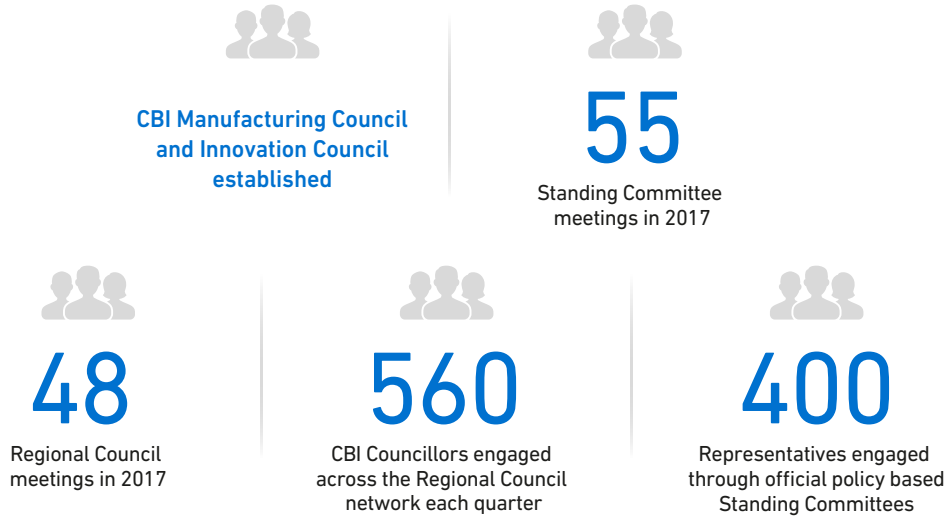 CBI Manufacturing Council
and Innovation Council
established
55
Standing Committee
meetings in 2017
48
Regional Council
meetings in 2017
560
CBI Councillors engaged
across the Regional Council
network each quarter
400
Representatives engaged
through official policy based
Standing Committees